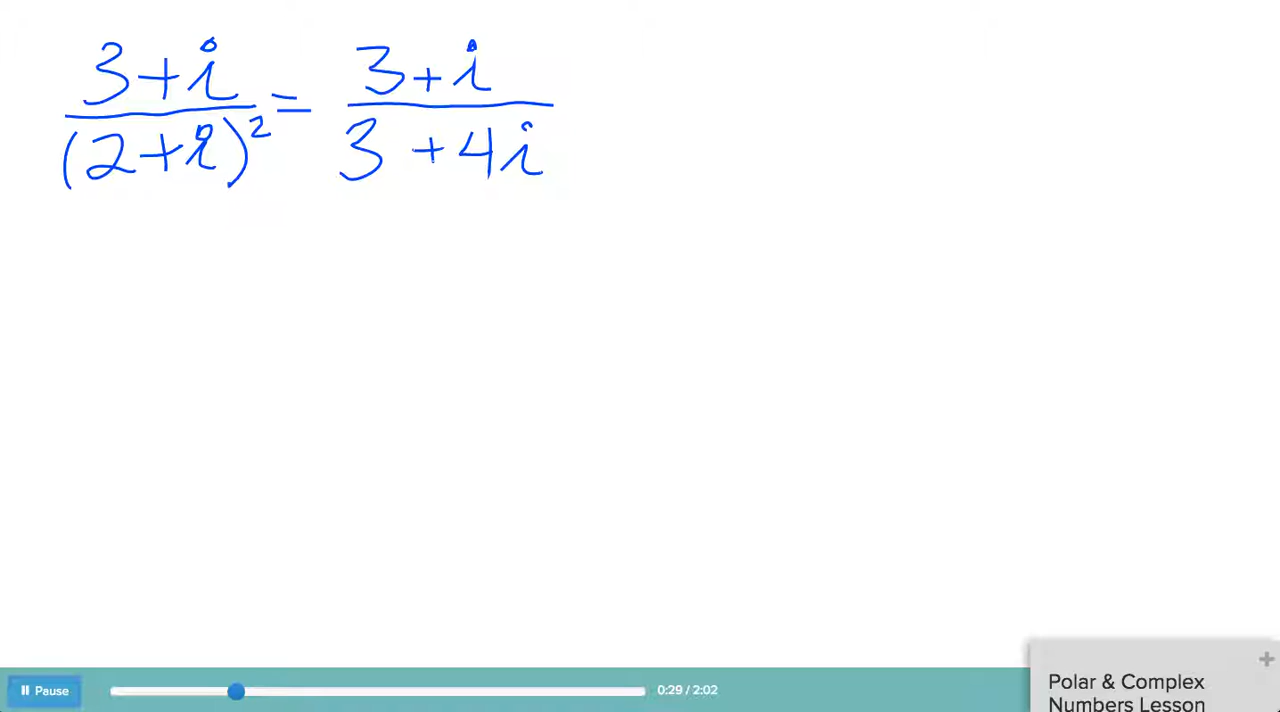 3+i / (2+i)² = 3+i / 3+4i
Pause
0:29 / 2:02
Polar & Complex
Numbers Lesson